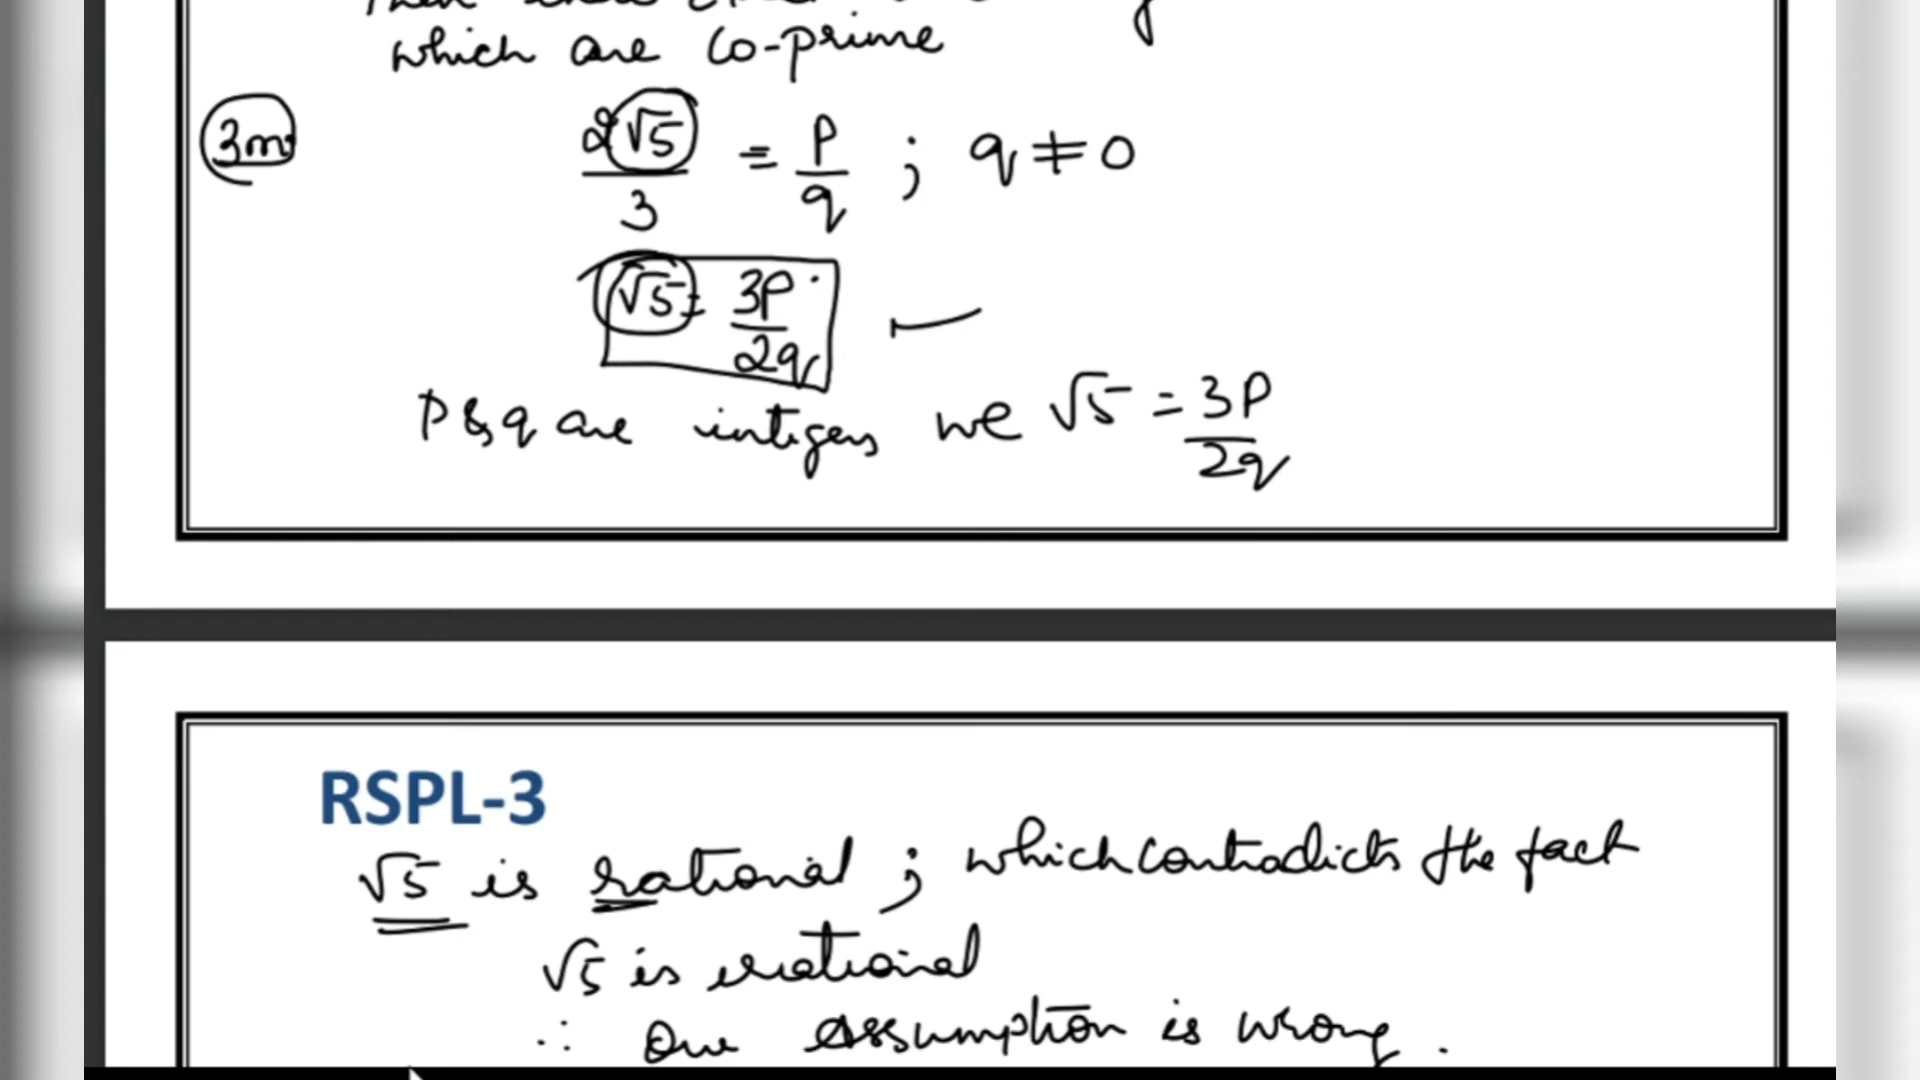 which are co-prime
3m
2√5/3 = P/q ; q ≠ 0
√5 = 3P/2q
P & q are intigers we √5 = 3P/2q
RSPL-3
√5 is rational ; which contradicts the fact
√5 is irrational
∴ Our assumption is wrong.